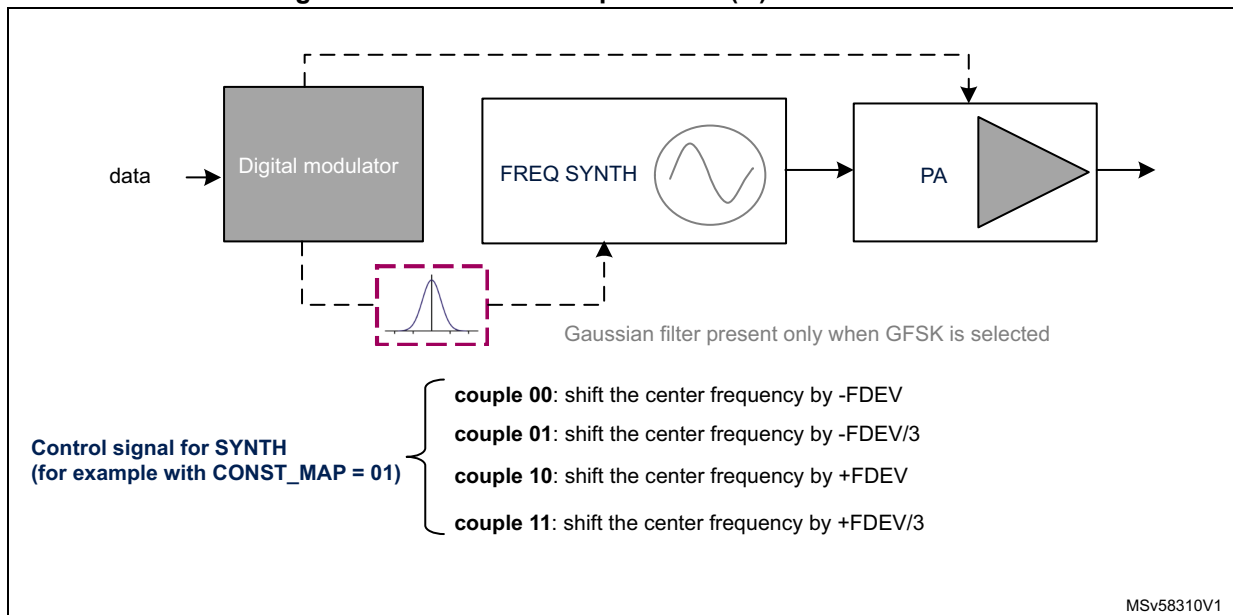 data
Digital modulator
FREQ SYNTH
PA
Gaussian filter present only when GFSK is selected
Control signal for SYNTH
(for example with CONST_MAP = 01)
couple 00: shift the center frequency by -FDEV
couple 01: shift the center frequency by -FDEV/3
couple 10: shift the center frequency by +FDEV
couple 11: shift the center frequency by +FDEV/3
MSv58310V1